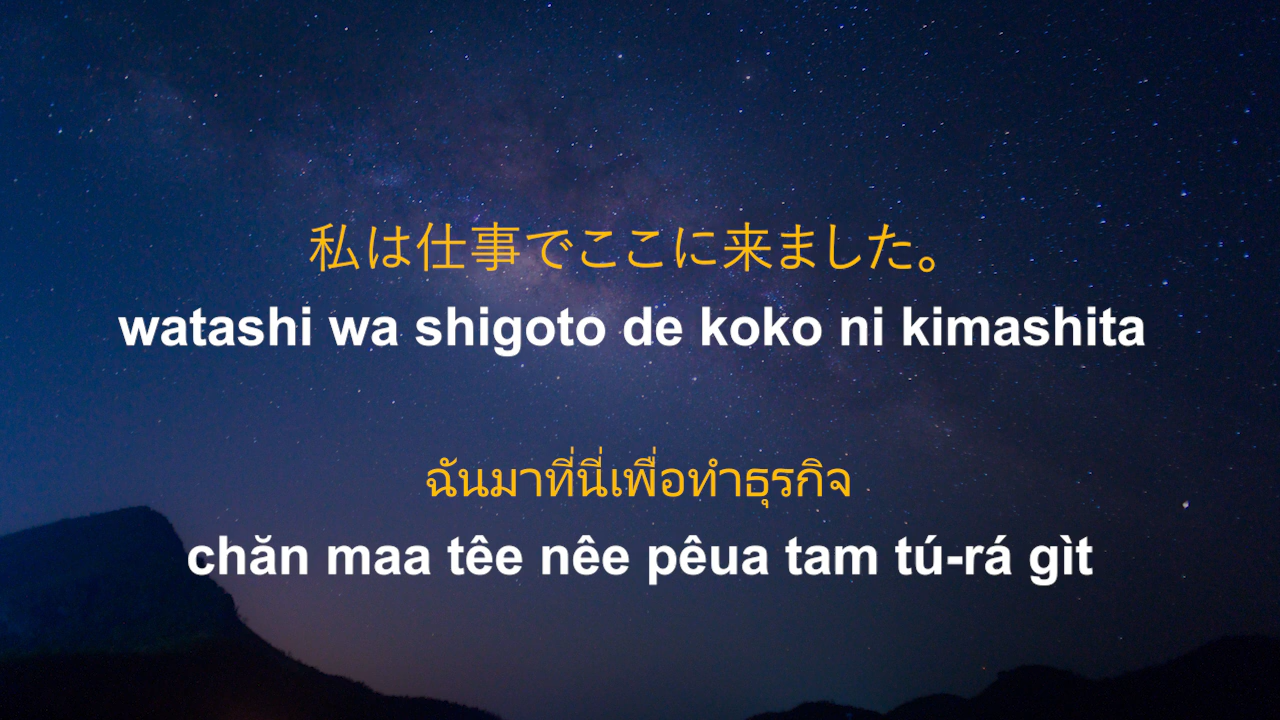 私は仕事でここに来ました。
watashi wa shigoto de koko ni kimashita
ฉันมาที่นี่เพื่อทำธุรกิจ
chăn maa têe nêe pêua tam tú-rá gìt